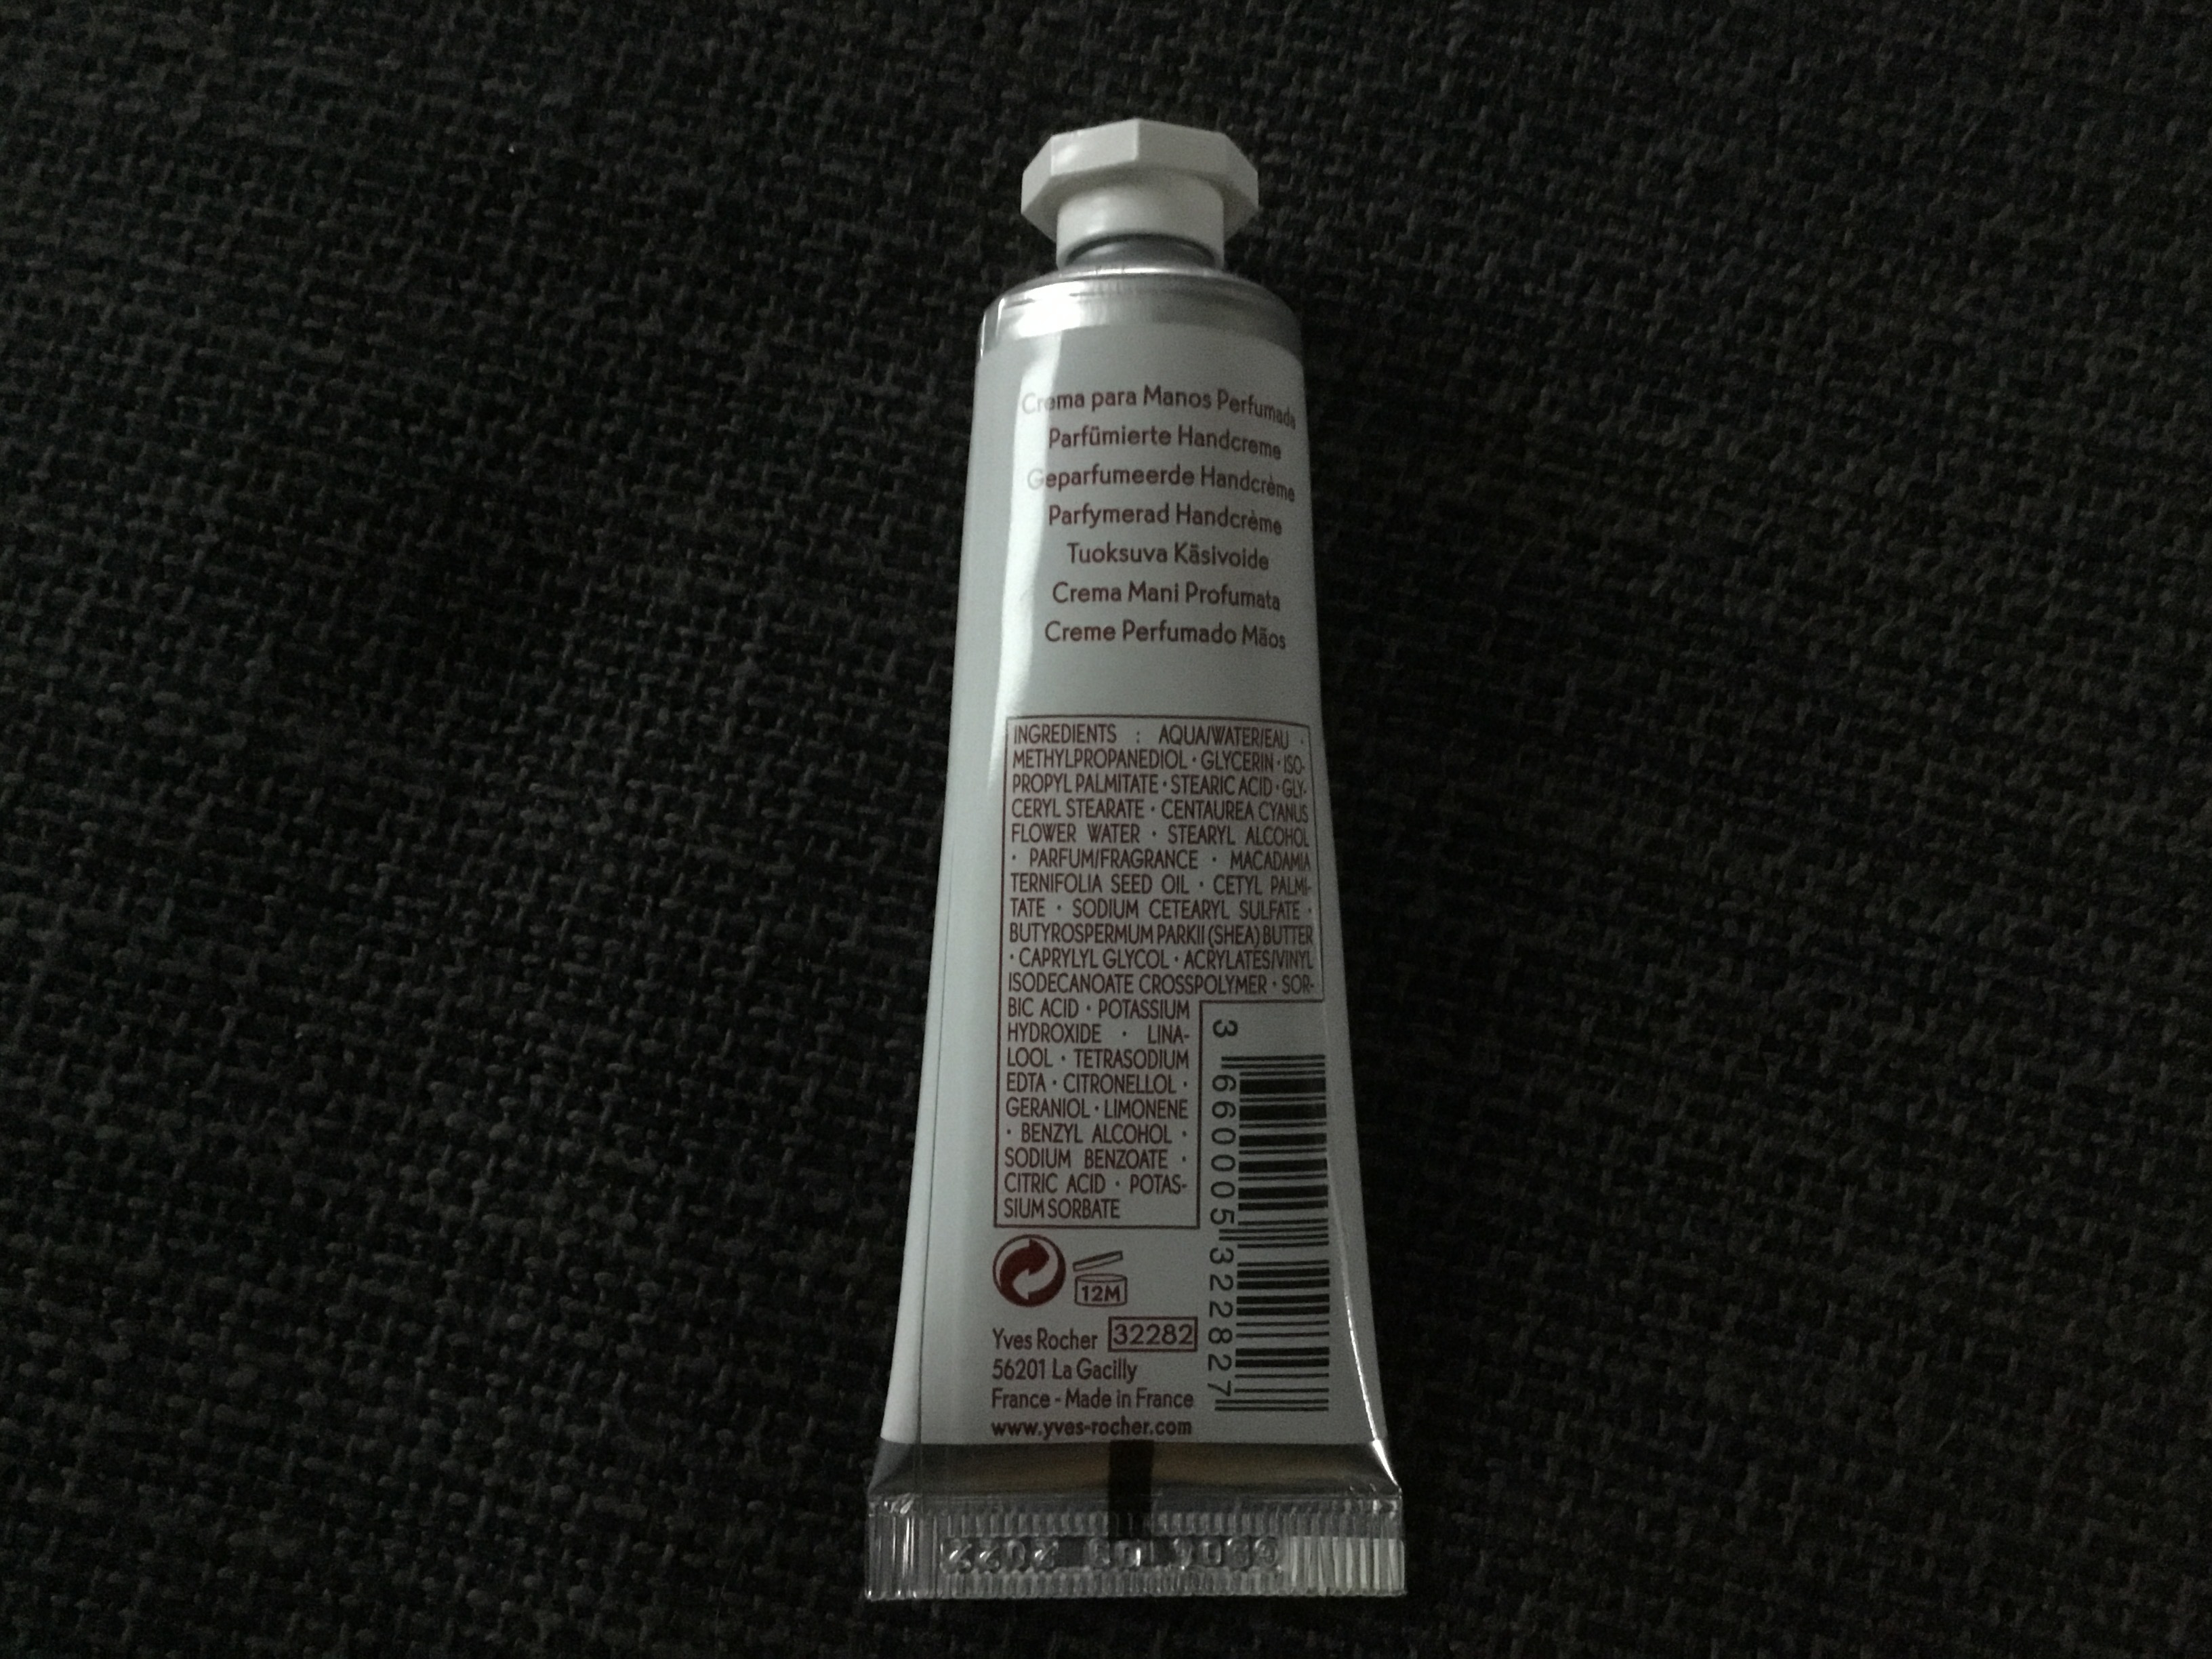 Crema para Manos Perfumada
Parfümierte Handcreme
Geparfumeerde Handcrème
Parfymerad Handcrème
Tuoksuva Käsivoide
Crema Mani Profumata
Creme Perfumado Mãos
INGREDIENTS : AQUA/WATER/EAU ·
METHYLPROPANEDIOL · GLYCERIN · ISO-
PROPYL PALMITATE · STEARIC ACID · GLY-
CERYL STEARATE · CENTAUREA CYANUS
FLOWER WATER · STEARYL ALCOHOL
· PARFUM/FRAGRANCE · MACADAMIA
TERNIFOLIA SEED OIL · CETYL PALMI-
TATE · SODIUM CETEARYL SULFATE ·
BUTYROSPERMUM PARKII (SHEA) BUTTER
· CAPRYLYL GLYCOL · ACRYLATES/VINYL
ISODECANOATE CROSSPOLYMER · SOR-
BIC ACID · POTASSIUM
HYDROXIDE · LINA-
LOOL · TETRASODIUM
EDTA · CITRONELLOL ·
GERANIOL · LIMONENE
· BENZYL ALCOHOL ·
SODIUM BENZOATE ·
CITRIC ACID · POTAS-
SIUM SORBATE
3 660005 322827
12M
Yves Rocher 32282
56201 La Gacilly
France - Made in France
www.yves-rocher.com